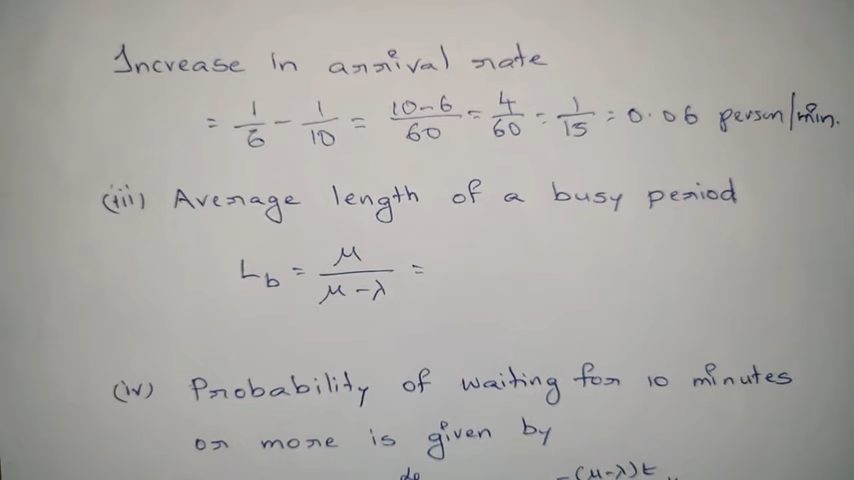 Increase in arrival rate
= 1/6 - 1/10 = 10-6/60 = 4/60 = 1/15 = 0.06 person/min.
(iii) Average length of a busy period
L_b = μ/μ-λ =
(iv) Probability of waiting for 10 minutes
or more is given by
-(μ-λ)t